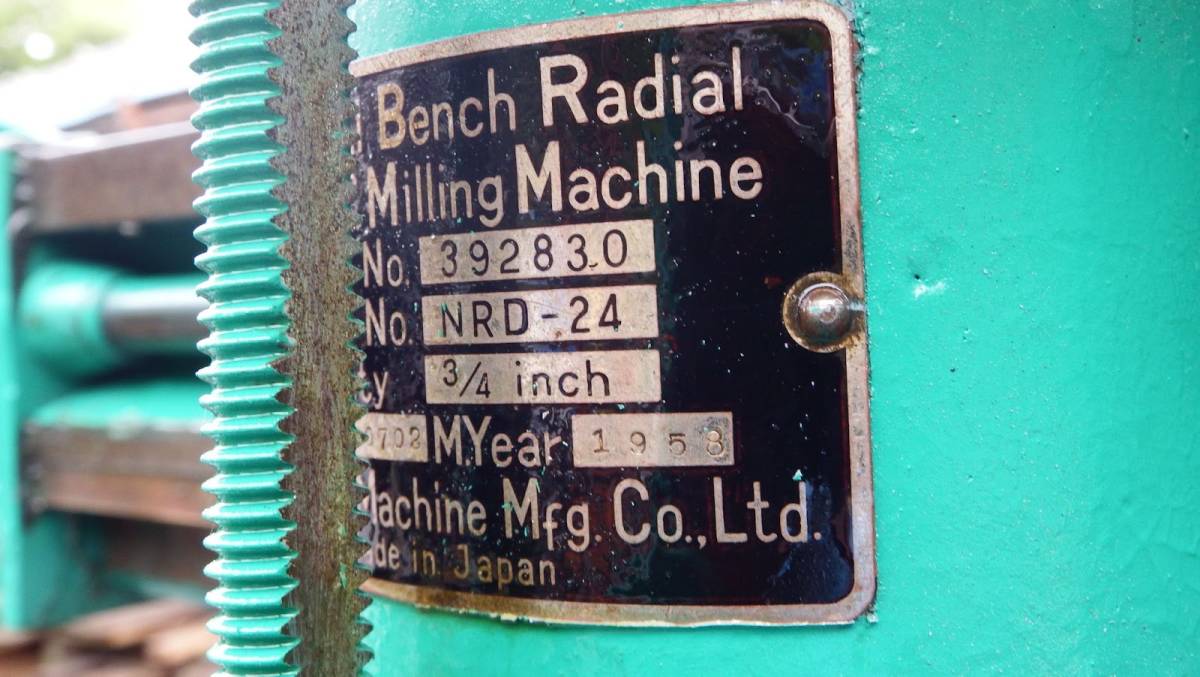 Bench Radial
Milling Machine
No. 392830
No. NRD-24
3/4 inch
M.Year 1958
Machine Mfg. Co., Ltd.
in Japan